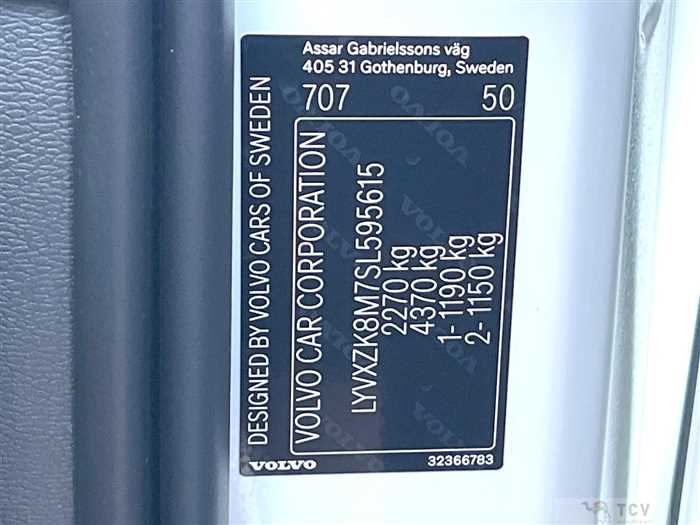 Assar Gabrielssons väg
405 31 Gothenburg, Sweden
707 50
DESIGNED BY VOLVO CARS OF SWEDEN
VOLVO CAR CORPORATION
LYVXZK8M7SL595615
2270 kg
4370 kg
1- 1190 kg
2- 1150 kg
VOLVO
32366783
TCV